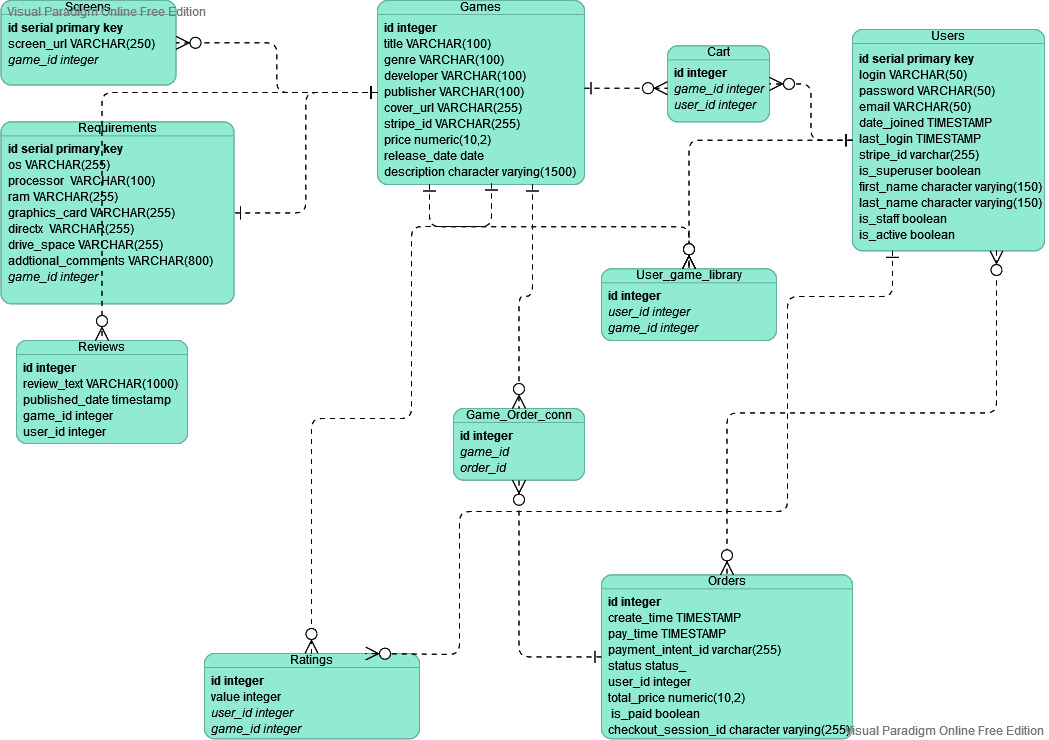 Visual Paradigm Online Free Edition
Screens
id serial primary key
screen_url VARCHAR(250)
game_id integer
Games
id integer
title VARCHAR(100)
genre VARCHAR(100)
developer VARCHAR(100)
publisher VARCHAR(100)
cover_url VARCHAR(255)
stripe_id VARCHAR(255)
price numeric(10,2)
release_date date
description character varying(1500)
Cart
id integer
game_id integer
user_id integer
Users
id serial primary key
login VARCHAR(50)
password VARCHAR(50)
email VARCHAR(50)
date_joined TIMESTAMP
last_login TIMESTAMP
stripe_id varchar(255)
is_superuser boolean
first_name character varying(150)
last_name character varying(150)
is_staff boolean
is_active boolean
Requirements
id serial primary key
os VARCHAR(255)
processor VARCHAR(100)
ram VARCHAR(255)
graphics_card VARCHAR(255)
directx VARCHAR(255)
drive_space VARCHAR(255)
addtional_comments VARCHAR(800)
game_id integer
User_game_library
id integer
user_id integer
game_id integer
Reviews
id integer
review_text VARCHAR(1000)
published_date timestamp
game_id integer
user_id integer
Game_Order_conn
id integer
game_id
order_id
Orders
id integer
create_time TIMESTAMP
pay_time TIMESTAMP
payment_intent_id varchar(255)
status status_
user_id integer
total_price numeric(10,2)
is_paid boolean
checkout_session_id character varying(255)
Ratings
id integer
value integer
user_id integer
game_id integer
Visual Paradigm Online Free Edition